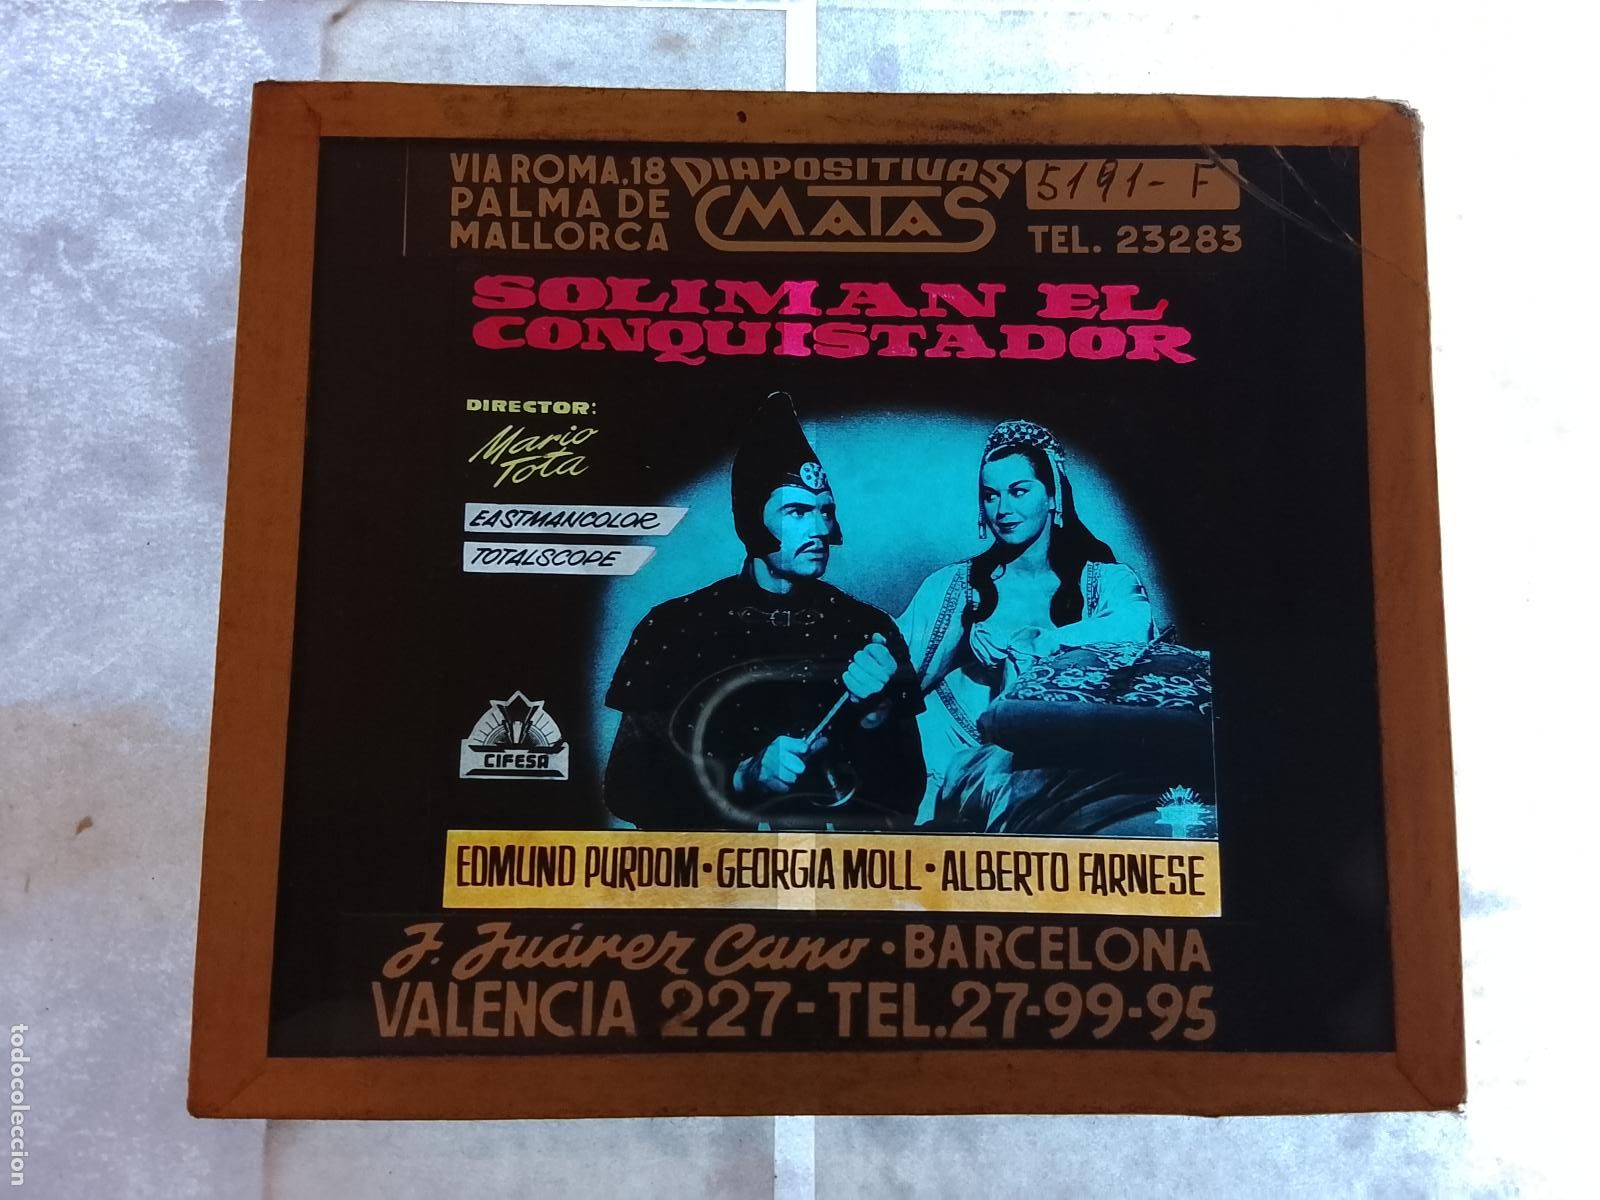 VIA ROMA, 18
PALMA DE
MALLORCA
DIAPOSITIVAS
MATAS
5191-F
TEL. 23283
SOLIMAN EL
CONQUISTADOR
DIRECTOR:
Mario
Tota
EASTMANCOLOR
TOTALSCOPE
CIFESA
EDMUND PURDOM · GEORGIA MOLL · ALBERTO FARNESE
J. Juárez Cano · BARCELONA
VALENCIA 227 - TEL. 27-99-95
todocoleccion